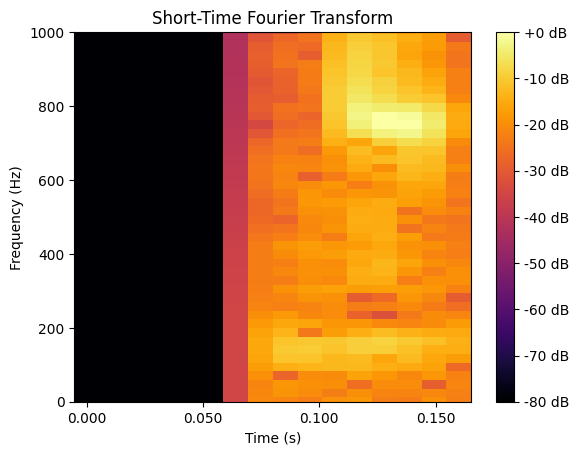 Short-Time Fourier Transform
1000
800
600
400
200
0
Frequency (Hz)
0.000
0.050
0.100
0.150
Time (s)
+0 dB
-10 dB
-20 dB
-30 dB
-40 dB
-50 dB
-60 dB
-70 dB
-80 dB